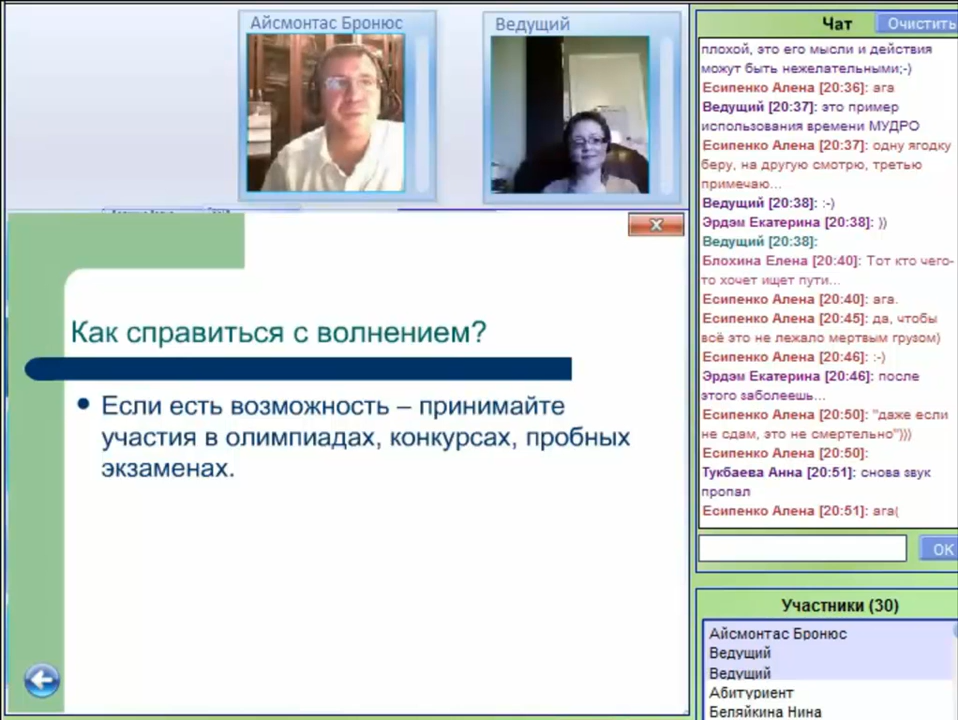 Айсмонтас Бронюс
Ведущий
Как справиться с волнением?
Если есть возможность – принимайте
участия в олимпиадах, конкурсах, пробных
экзаменах.
Чат
Очистить
плохой, это его мысли и действия
можут быть нежелательными;-)
Есипенко Алена [20:36]: ага
Ведущий [20:37]: это пример
использования времени МУДРО
Есипенко Алена [20:37]: одну ягодку
беру, на другую смотрю, третью
примечаю...
Ведущий [20:38]: :-)
Эрдэм Екатерина [20:38]: ))
Ведущий [20:38]:
Блохина Елена [20:40]: Тот кто чего-
то хочет ищет пути...
Есипенко Алена [20:40]: ага.
Есипенко Алена [20:45]: да, чтобы
всё это не лежало мертвым грузом)
Есипенко Алена [20:46]: :-)
Эрдэм Екатерина [20:46]: после
этого заболеешь...
Есипенко Алена [20:50]: "даже если
не сдам, это не смертельно")))
Есипенко Алена [20:50]:
Тукбаева Анна [20:51]: снова звук
пропал
Есипенко Алена [20:51]: ага(
ОК
Участники (30)
Айсмонтас Бронюс
Ведущий
Ведущий
Абитуриент
Беляйкина Нина